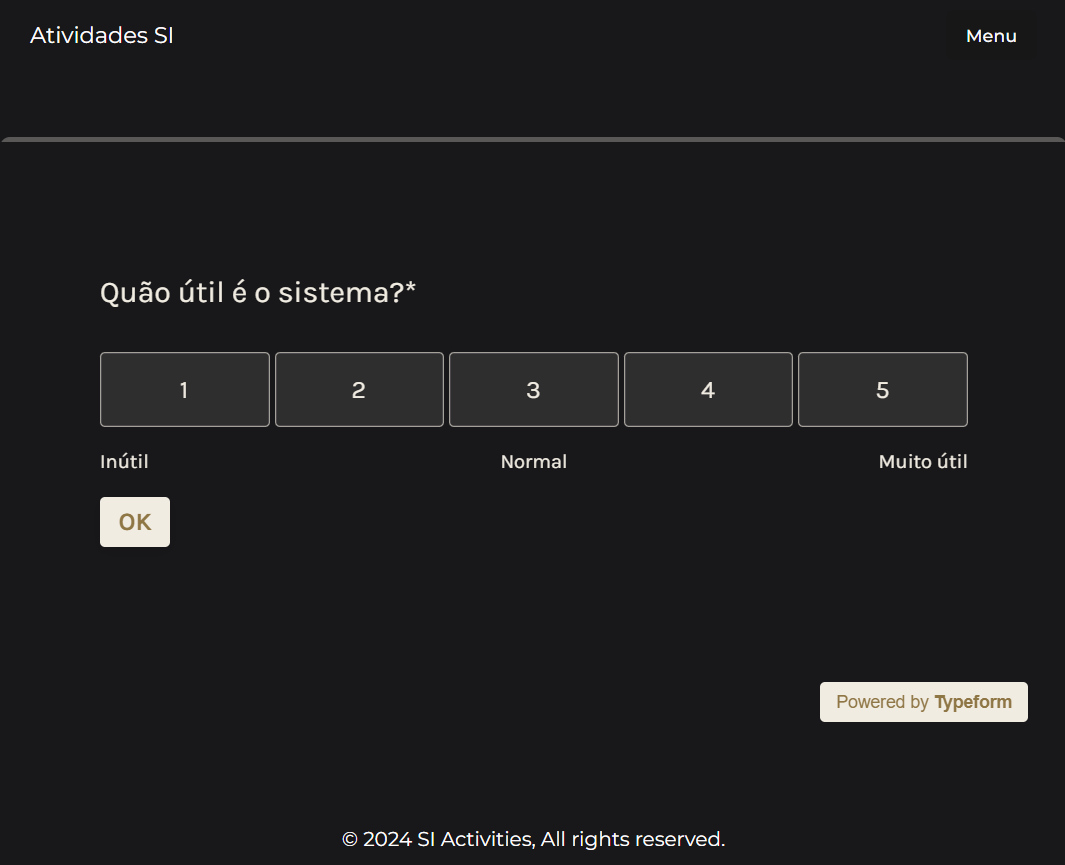 Atividades SI Menu
Quão útil é o sistema?*
1 2 3 4 5
Inútil Normal Muito útil
OK
Powered by Typeform
© 2024 SI Activities, All rights reserved.